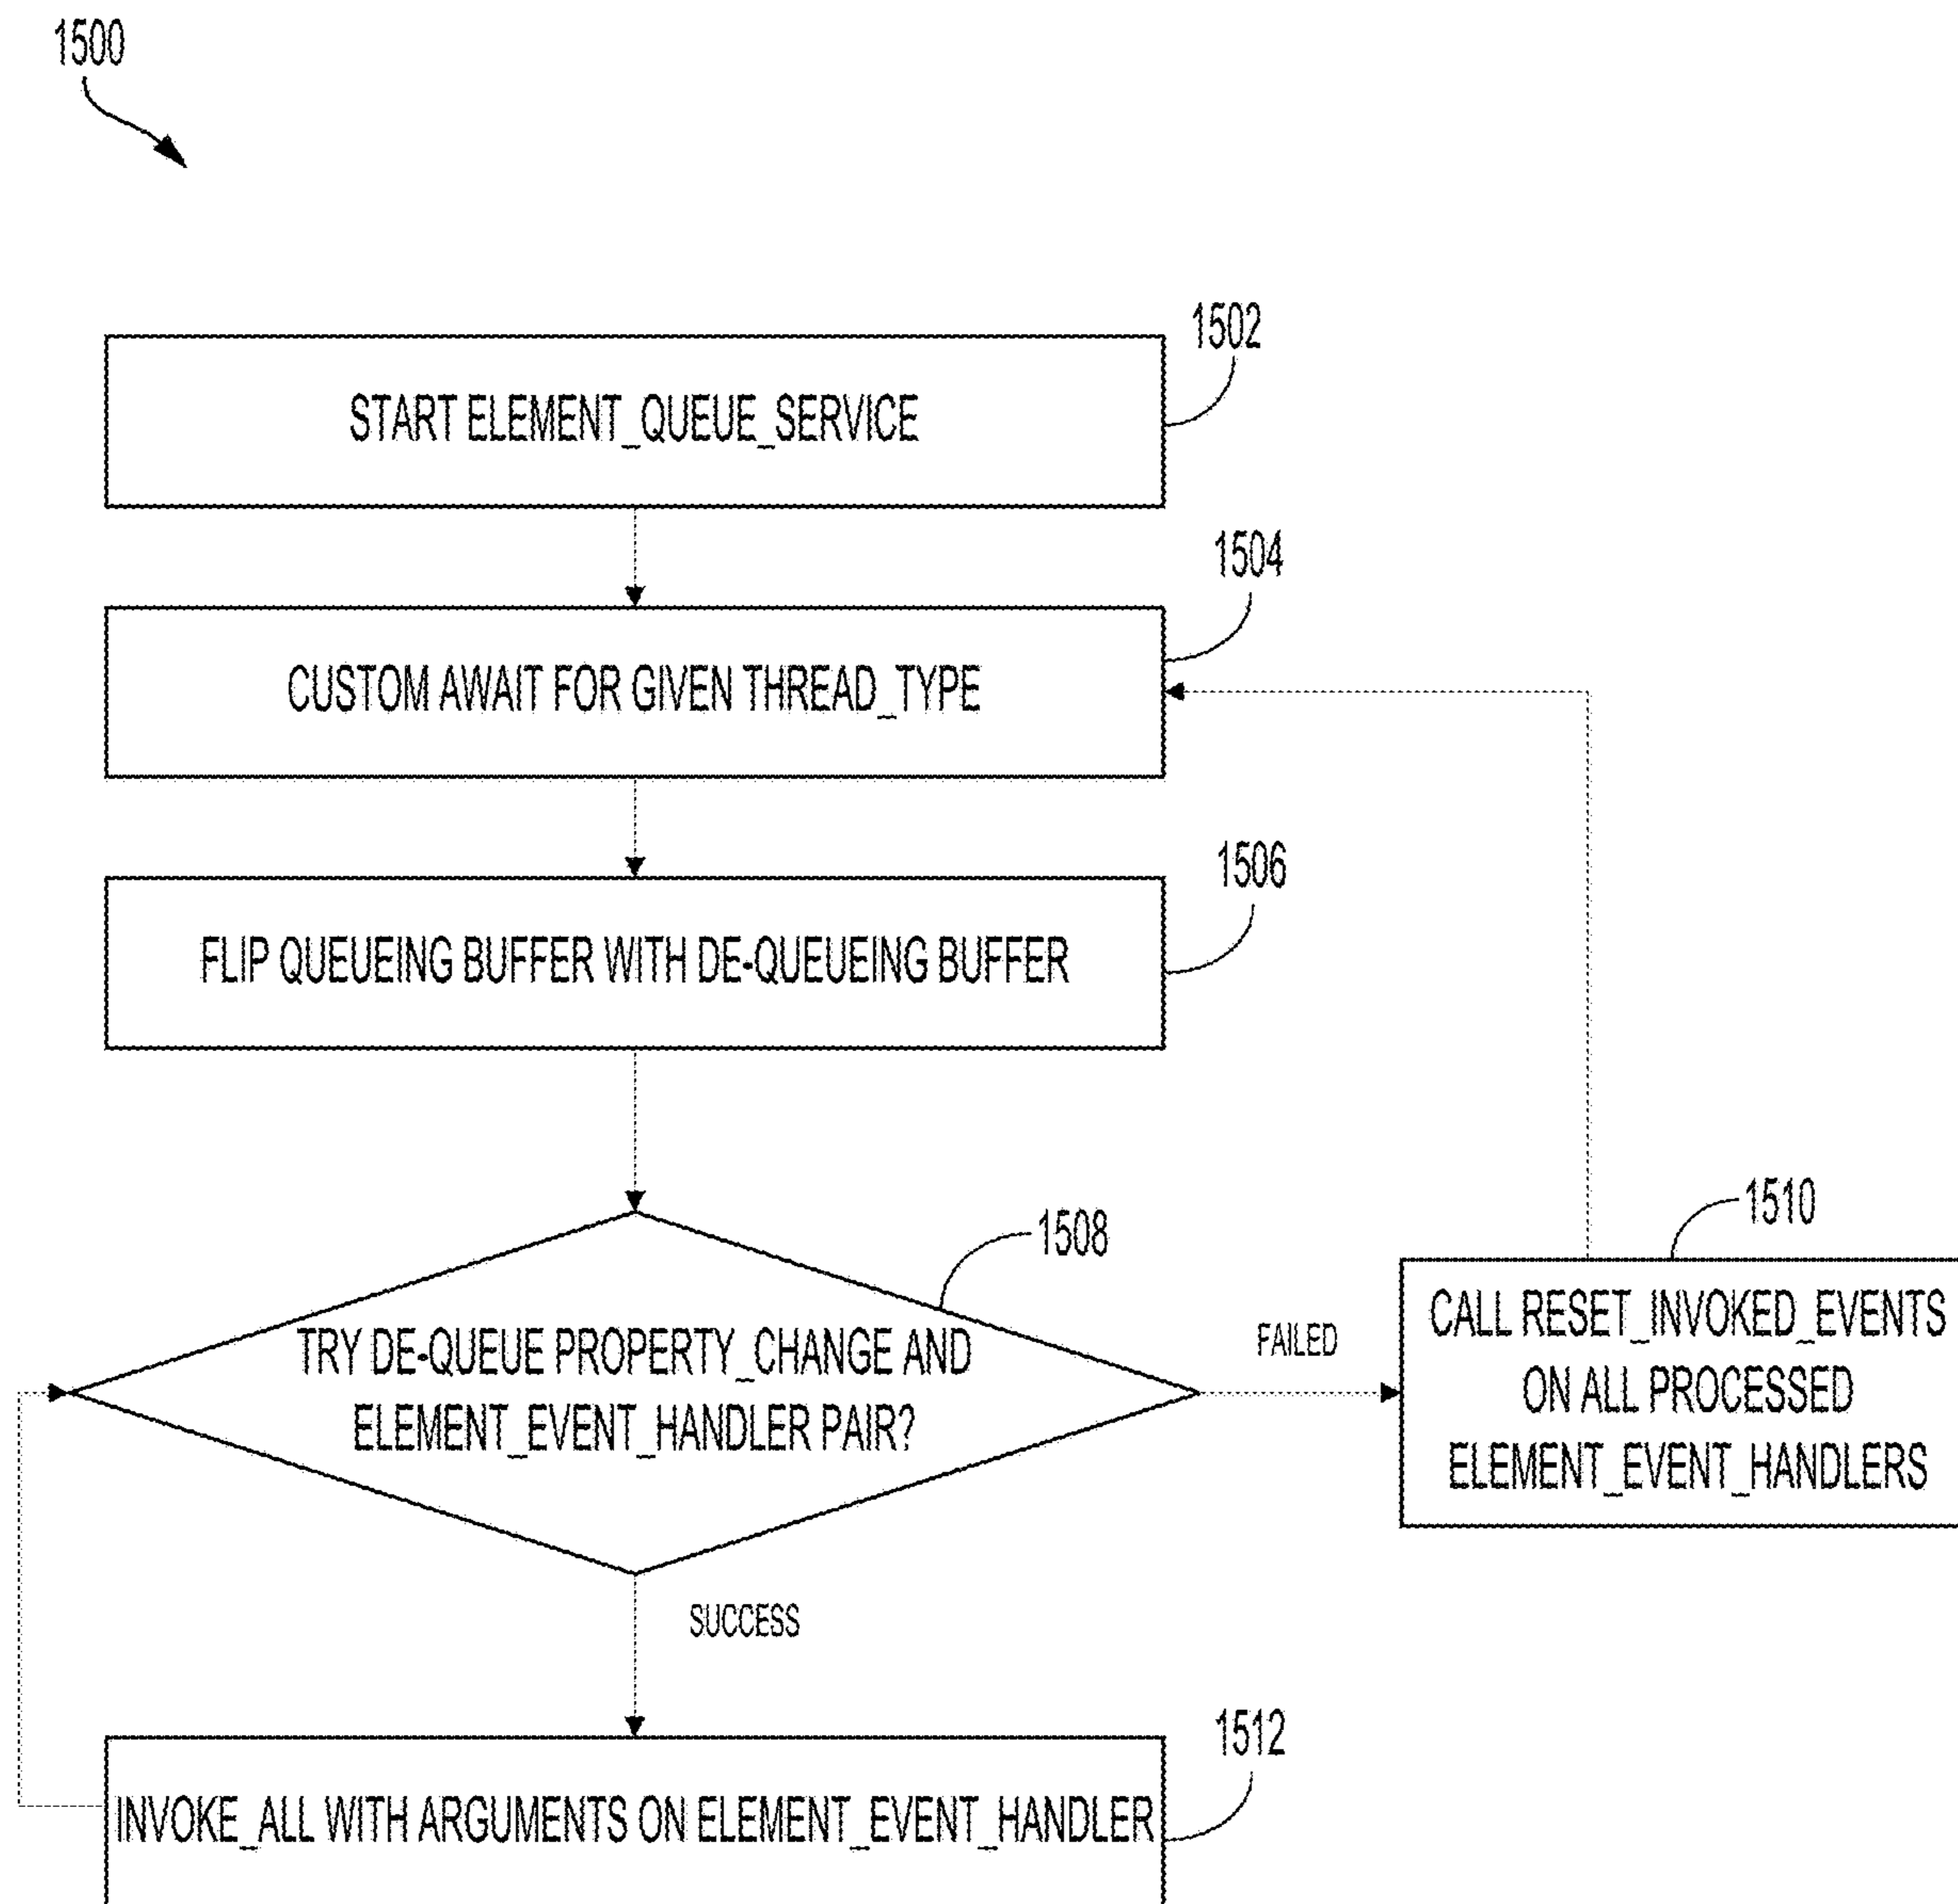 1500
1502
START ELEMENT_QUEUE_SERVICE
1504
CUSTOM AWAIT FOR GIVEN THREAD_TYPE
1506
FLIP QUEUEING BUFFER WITH DE-QUEUEING BUFFER
1508
TRY DE-QUEUE PROPERTY_CHANGE AND
ELEMENT_EVENT_HANDLER PAIR?
FAILED
1510
CALL RESET_INVOKED_EVENTS
ON ALL PROCESSED
ELEMENT_EVENT_HANDLERS
SUCCESS
1512
INVOKE_ALL WITH ARGUMENTS ON ELEMENT_EVENT_HANDLER